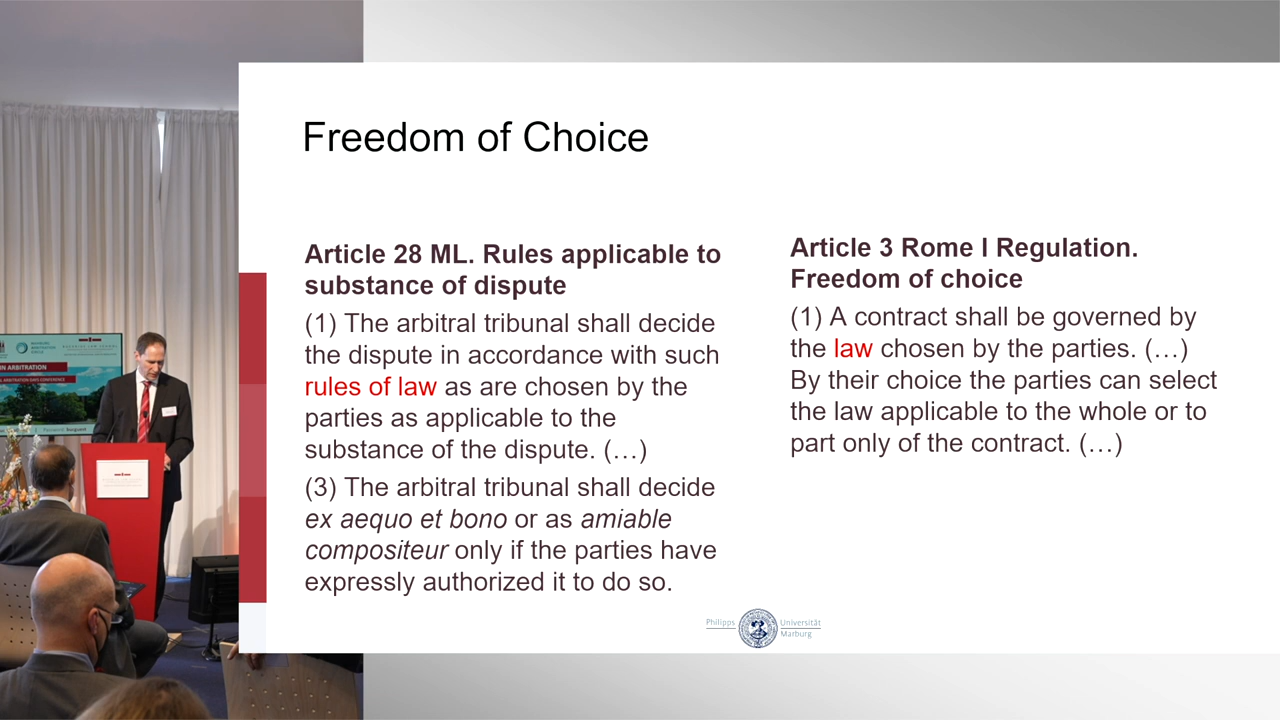 Freedom of Choice
Article 28 ML. Rules applicable to
substance of dispute
(1) The arbitral tribunal shall decide
the dispute in accordance with such
rules of law as are chosen by the
parties as applicable to the
substance of the dispute. (…)
(3) The arbitral tribunal shall decide
ex aequo et bono or as amiable
compositeur only if the parties have
expressly authorized it to do so.
Article 3 Rome I Regulation.
Freedom of choice
(1) A contract shall be governed by
the law chosen by the parties. (…)
By their choice the parties can select
the law applicable to the whole or to
part only of the contract. (…)
Philipps Universität
Marburg
IN ARBITRATION
ARBITRATION DAYS CONFERENCE